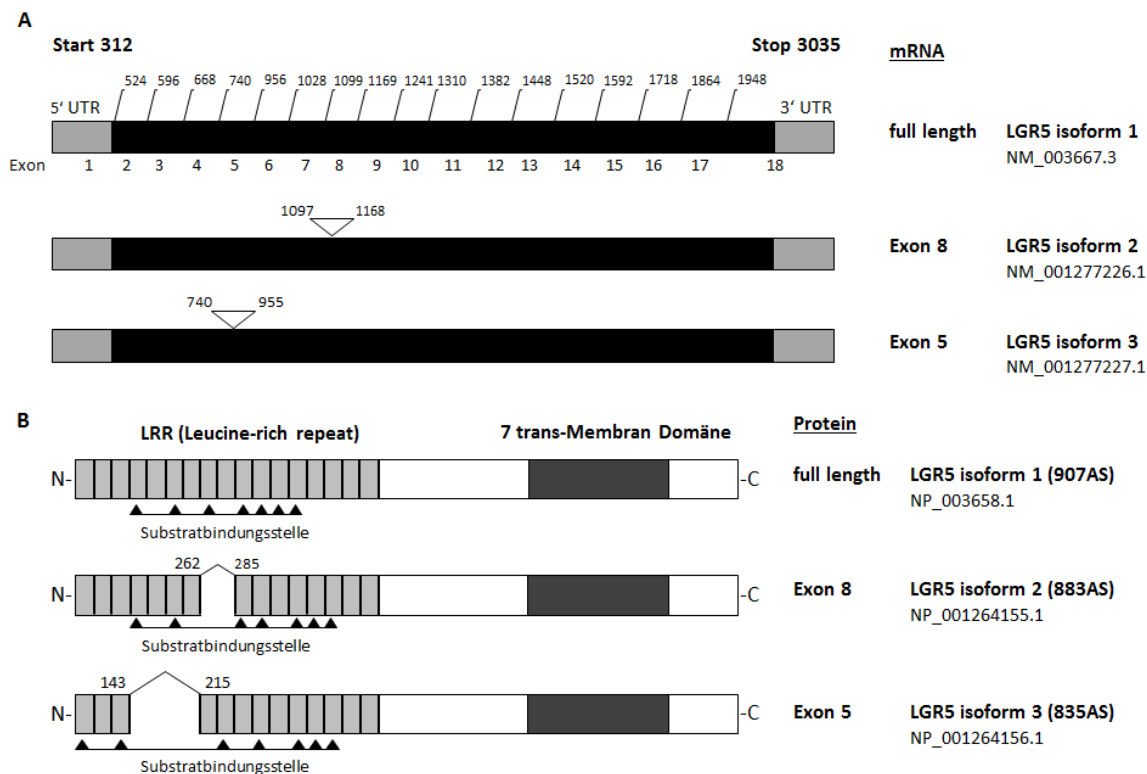 A
Start 312
Stop 3035
mRNA
524 596 668 740 956 1028 1099 1169 1241 1310 1382 1448 1520 1592 1718 1864 1948
5‘ UTR
3‘ UTR
full length
LGR5 isoform 1
NM_003667.3
Exon 1 2 3 4 5 6 7 8 9 10 11 12 13 14 15 16 17 18
1097 1168
Exon 8
LGR5 isoform 2
NM_001277226.1
740 955
Exon 5
LGR5 isoform 3
NM_001277227.1
B
LRR (Leucine-rich repeat)
7 trans-Membran Domäne
Protein
N-
-C
full length
LGR5 isoform 1 (907AS)
NP_003658.1
Substratbindungsstelle
262 285
N-
-C
Exon 8
LGR5 isoform 2 (883AS)
NP_001264155.1
Substratbindungsstelle
143 215
N-
-C
Exon 5
LGR5 isoform 3 (835AS)
NP_001264156.1
Substratbindungsstelle